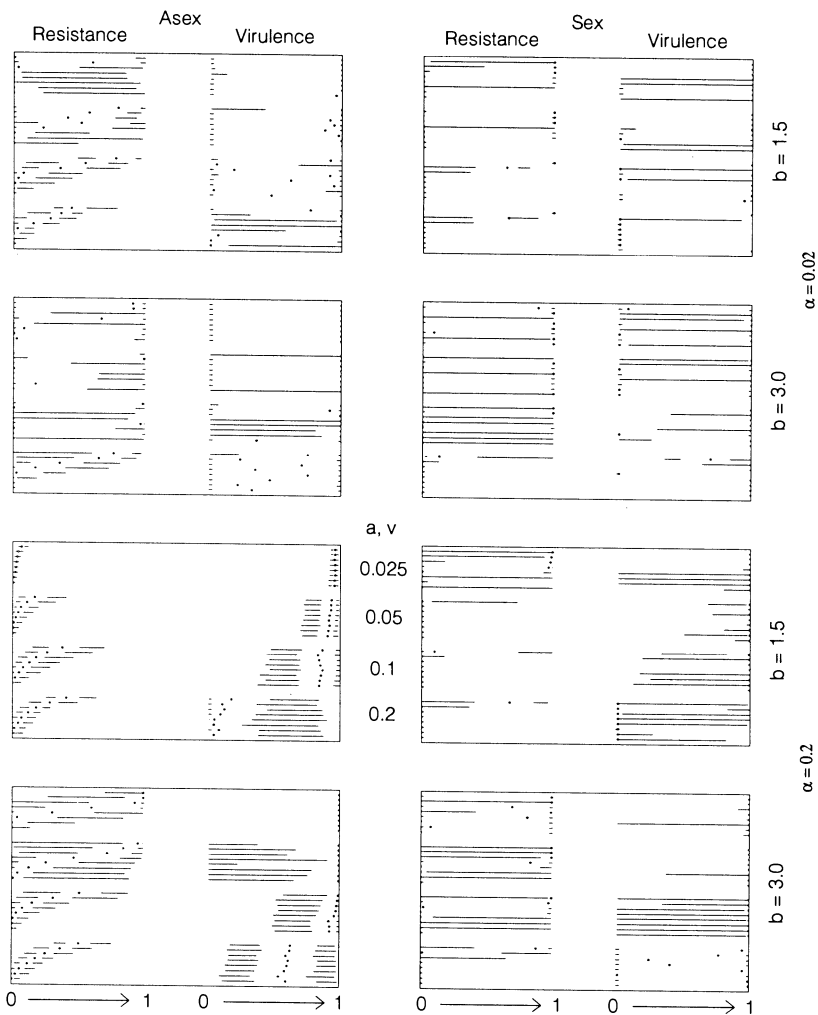 Asex
Sex
Resistance Virulence
Resistance Virulence
b = 1.5
α = 0.02
b = 3.0
a, v
0.025
0.05
0.1
0.2
b = 1.5
α = 0.2
b = 3.0
0 1 0 1
0 1 0 1